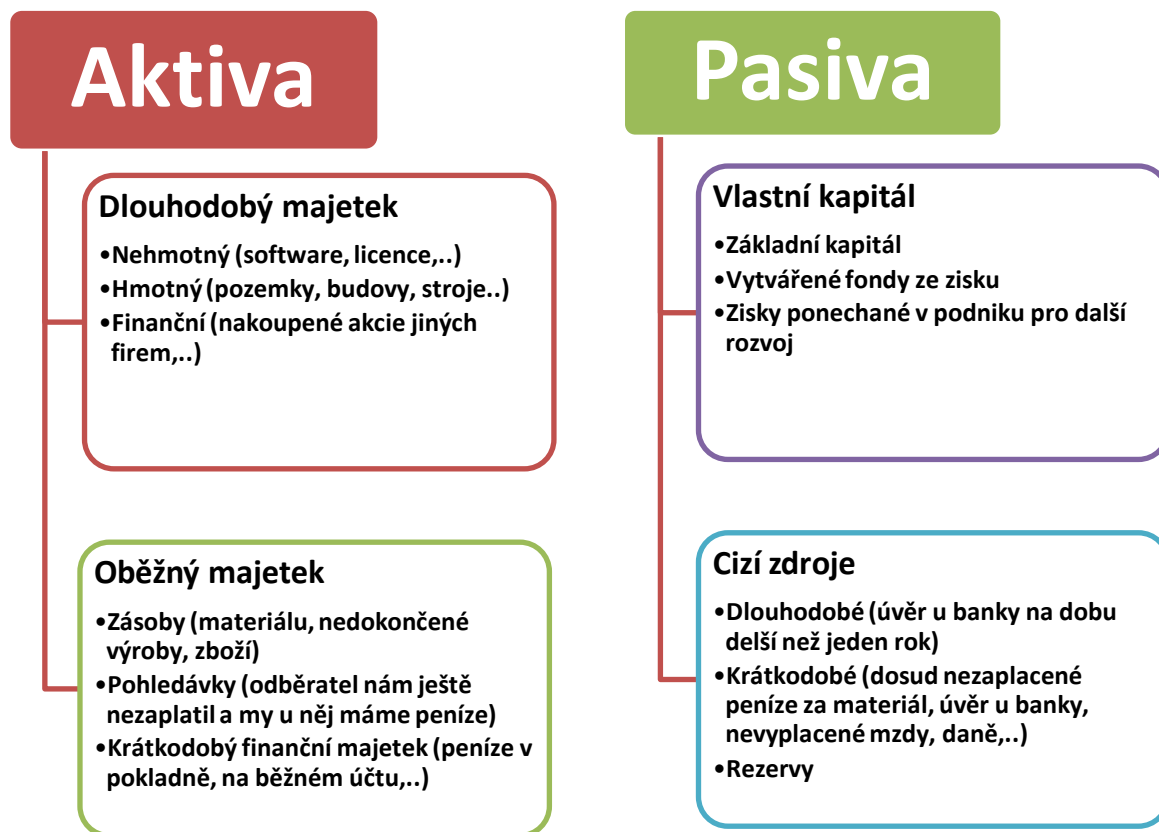 Aktiva
Dlouhodobý majetek
•Nehmotný (software, licence,..)
•Hmotný (pozemky, budovy, stroje..)
•Finanční (nakoupené akcie jiných
firem,..)
Oběžný majetek
•Zásoby (materiálu, nedokončené
výroby, zboží)
•Pohledávky (odběratel nám ještě
nezaplatil a my u něj máme peníze)
•Krátkodobý finanční majetek (peníze v
pokladně, na běžném účtu,..)
Pasiva
Vlastní kapitál
•Základní kapitál
•Vytvářené fondy ze zisku
•Zisky ponechané v podniku pro další
rozvoj
Cizí zdroje
•Dlouhodobé (úvěr u banky na dobu
delší než jeden rok)
•Krátkodobé (dosud nezaplacené
peníze za materiál, úvěr u banky,
nevyplacené mzdy, daně,..)
•Rezervy